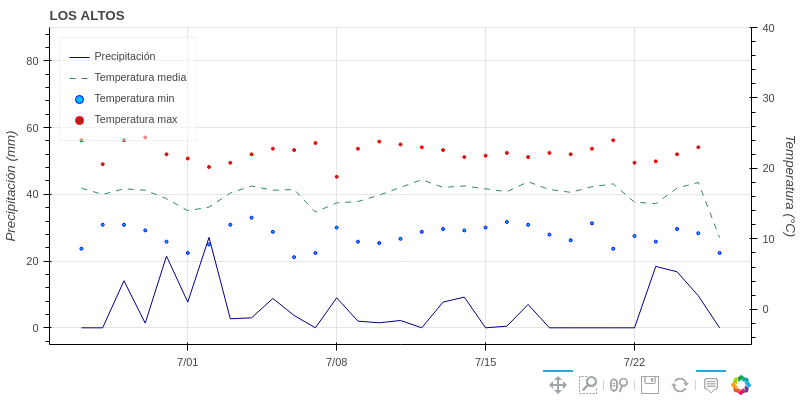 LOS ALTOS
Precipitación
Temperatura media
Temperatura min
Temperatura max
Precipitación (mm)
80
60
40
20
0
Temperatura (°C)
40
30
20
10
0
7/01
7/08
7/15
7/22